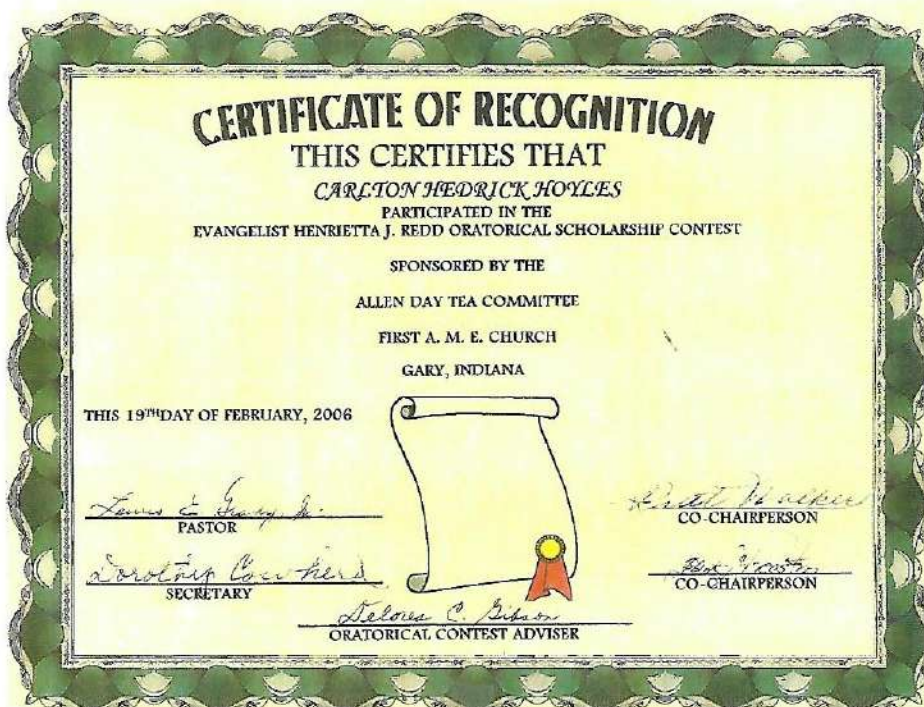 CERTIFICATE OF RECOGNITION
THIS CERTIFIES THAT
CARLTON HEDRICK HOYLES
PARTICIPATED IN THE
EVANGELIST HENRIETTA J. REDD ORATORICAL SCHOLARSHIP CONTEST
SPONSORED BY THE
ALLEN DAY TEA COMMITTEE
FIRST A. M. E. CHURCH
GARY, INDIANA
THIS 19TH DAY OF FEBRUARY, 2006
PASTOR
Walker
CO-CHAIRPERSON
Dorothy
SECRETARY
CO-CHAIRPERSON
Delores C. Gibson
ORATORICAL CONTEST ADVISER